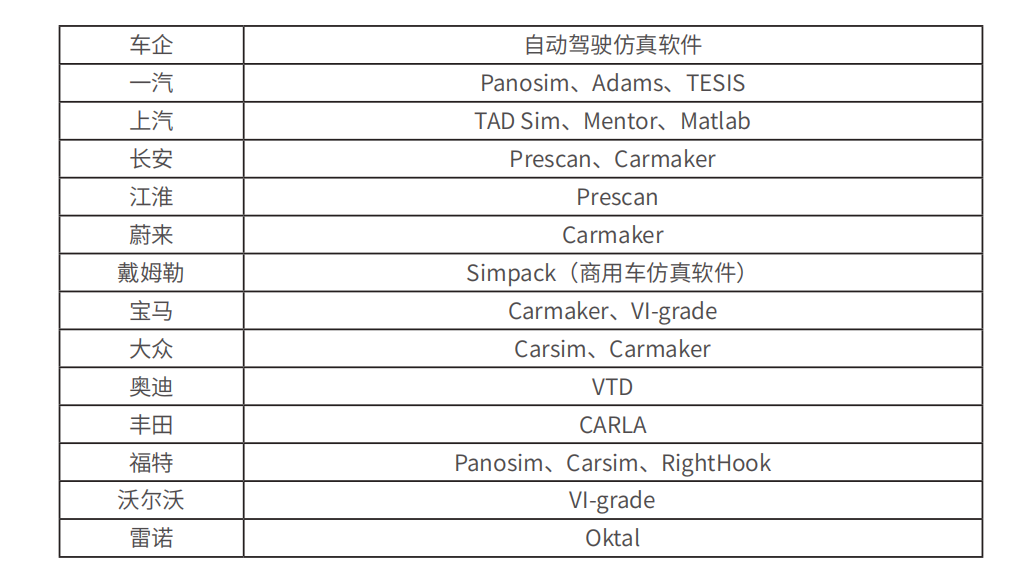 车企 自动驾驶仿真软件
一汽 Panosim、Adams、TESIS
上汽 TAD Sim、Mentor、Matlab
长安 Prescan、Carmaker
江淮 Prescan
蔚来 Carmaker
戴姆勒 Simpack（商用车仿真软件）
宝马 Carmaker、VI-grade
大众 Carsim、Carmaker
奥迪 VTD
丰田 CARLA
福特 Panosim、Carsim、RightHook
沃尔沃 VI-grade
雷诺 Oktal